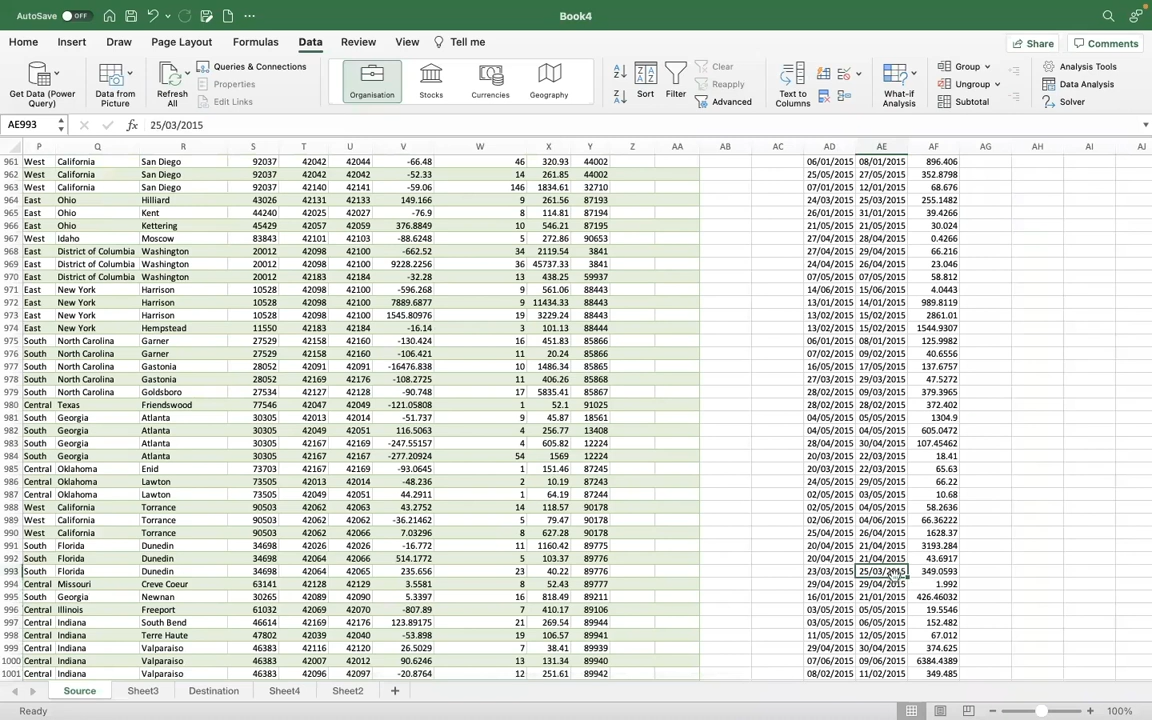 AutoSave OFF Book4
Home Insert Draw Page Layout Formulas Data Review View Tell me Share Comments
Get Data (Power Query) Data from Picture Refresh All Queries & Connections Properties Edit Links Organisation Stocks Currencies Geography Sort Filter Clear Reapply Advanced Text to Columns What-if Analysis Group Ungroup Subtotal Analysis Tools Data Analysis Solver
AE993 fx 25/03/2015
P Q R S T U V W X Y Z AA AB AC AD AE AF AG AH AI AJ
961 West California San Diego 92037 42042 42044 -66.48 46 320.93 44002 06/01/2015 08/01/2015 896.406
962 West California San Diego 92037 42042 42042 -52.33 14 261.85 44002 25/05/2015 27/05/2015 352.8798
963 West California San Diego 92037 42140 42141 -59.06 146 1834.61 32710 07/01/2015 12/01/2015 68.676
964 East Ohio Hilliard 43026 42131 42133 149.166 9 261.56 87193 24/03/2015 25/03/2015 255.1482
965 East Ohio Kent 44240 42025 42027 -76.9 8 114.81 87194 26/01/2015 31/01/2015 39.4266
966 East Ohio Kettering 45429 42057 42059 376.8849 10 546.21 87195 21/05/2015 21/05/2015 30.024
967 West Idaho Moscow 83843 42101 42103 -88.6248 5 272.86 90653 27/04/2015 28/04/2015 0.4266
968 East District of Columbia Washington 20012 42098 42100 -662.52 34 2119.54 3841 27/04/2015 29/04/2015 66.216
969 East District of Columbia Washington 20012 42098 42100 9228.2256 36 45737.33 3841 24/04/2015 26/04/2015 23.046
970 East District of Columbia Washington 20012 42183 42184 -32.28 13 438.25 59937 07/05/2015 07/05/2015 58.812
971 East New York Harrison 10528 42098 42100 -596.268 9 561.06 88443 14/06/2015 15/06/2015 4.0443
972 East New York Harrison 10528 42098 42100 7889.6877 9 11434.33 88443 13/01/2015 14/01/2015 989.8119
973 East New York Harrison 10528 42098 42100 1545.80976 19 3229.24 88443 13/02/2015 15/02/2015 2861.01
974 East New York Hempstead 11550 42183 42184 -16.14 3 101.13 88444 13/02/2015 15/02/2015 1544.9307
975 South North Carolina Garner 27529 42158 42160 -130.424 16 451.83 85866 06/01/2015 08/01/2015 125.9982
976 South North Carolina Garner 27529 42158 42160 -106.421 11 20.24 85866 07/02/2015 09/02/2015 40.6556
977 South North Carolina Gastonia 28052 42091 42091 -16476.838 10 1486.34 85865 16/05/2015 17/05/2015 137.6757
978 South North Carolina Gastonia 28052 42169 42176 -108.2725 11 406.26 85868 27/03/2015 29/03/2015 47.5272
979 South North Carolina Goldsboro 27534 42127 42128 -90.748 17 5835.41 85867 28/02/2015 09/03/2015 379.3965
980 Central Texas Friendswood 77546 42047 42049 -121.05808 1 52.1 91025 28/02/2015 28/02/2015 372.402
981 South Georgia Atlanta 30305 42013 42014 -51.737 9 45.87 18561 04/05/2015 05/05/2015 1304.9
982 South Georgia Atlanta 30305 42049 42051 116.5063 4 256.77 13408 04/05/2015 04/05/2015 605.0472
983 South Georgia Atlanta 30305 42167 42169 -247.55157 4 605.82 12224 28/04/2015 30/04/2015 107.45462
984 South Georgia Atlanta 30305 42167 42167 -277.20924 54 1569 12224 20/03/2015 20/03/2015 18.41
985 Central Oklahoma Enid 73703 42167 42169 -93.0645 1 151.46 87245 20/03/2015 22/03/2015 65.63
986 Central Oklahoma Lawton 73505 42013 42014 -48.236 2 10.19 87243 24/05/2015 29/05/2015 66.22
987 Central Oklahoma Lawton 73505 42049 42051 44.2911 1 64.19 87244 02/05/2015 03/05/2015 10.68
988 West California Torrance 90503 42062 42063 43.2752 14 118.57 90178 02/05/2015 04/05/2015 58.2636
989 West California Torrance 90503 42062 42062 -36.21462 5 79.47 90178 02/06/2015 04/06/2015 66.36222
990 West California Torrance 90503 42062 42066 7.03296 8 627.28 90178 25/04/2015 26/04/2015 1628.37
991 South Florida Dunedin 34698 42026 42026 -16.772 11 1160.42 89775 20/04/2015 21/04/2015 3193.284
992 South Florida Dunedin 34698 42064 42066 514.1772 5 103.37 89776 20/04/2015 21/04/2015 43.6917
993 South Florida Dunedin 34698 42064 42065 235.656 23 40.22 89776 23/03/2015 25/03/2015 349.0593
994 Central Missouri Creve Coeur 63141 42128 42129 3.5581 8 52.43 89777 29/04/2015 29/04/2015 1.992
995 South Georgia Newnan 30265 42089 42090 5.3397 16 818.49 89211 16/01/2015 21/01/2015 426.46032
996 Central Illinois Freeport 61032 42069 42070 -807.89 7 410.17 89106 03/05/2015 05/05/2015 19.5546
997 Central Indiana South Bend 46614 42169 42176 123.89175 21 269.54 89944 03/05/2015 06/05/2015 152.482
998 Central Indiana Terre Haute 47802 42039 42040 -53.898 19 106.57 89941 11/05/2015 12/05/2015 67.012
999 Central Indiana Valparaiso 46383 42116 42120 26.5029 7 38.41 89939 29/04/2015 30/04/2015 374.625
1000 Central Indiana Valparaiso 46383 42007 42012 90.6246 13 131.34 89940 07/06/2015 09/06/2015 6384.4389
1001 Central Indiana Valparaiso 46383 42096 42097 -20.8764 12 251.61 89940 08/02/2015 11/02/2015 349.485
Source Sheet3 Destination Sheet4 Sheet2
Ready 100%